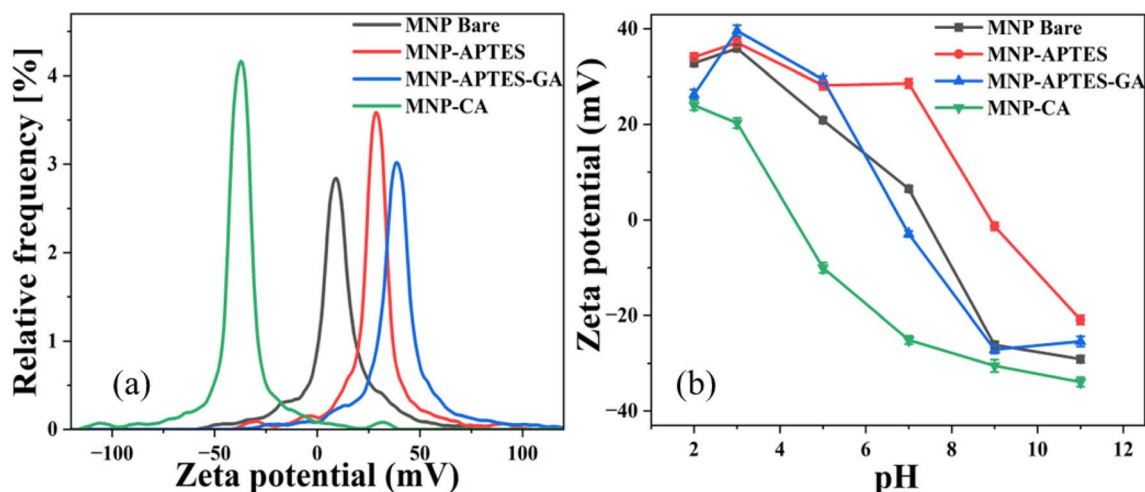 Relative frequency [%]
4
3
2
1
0
MNP Bare
MNP-APTES
MNP-APTES-GA
MNP-CA
(a)
−100
−50
0
50
100
Zeta potential (mV)
Zeta potential (mV)
40
20
0
−20
−40
MNP Bare
MNP-APTES
MNP-APTES-GA
MNP-CA
(b)
2
4
6
8
10
12
pH